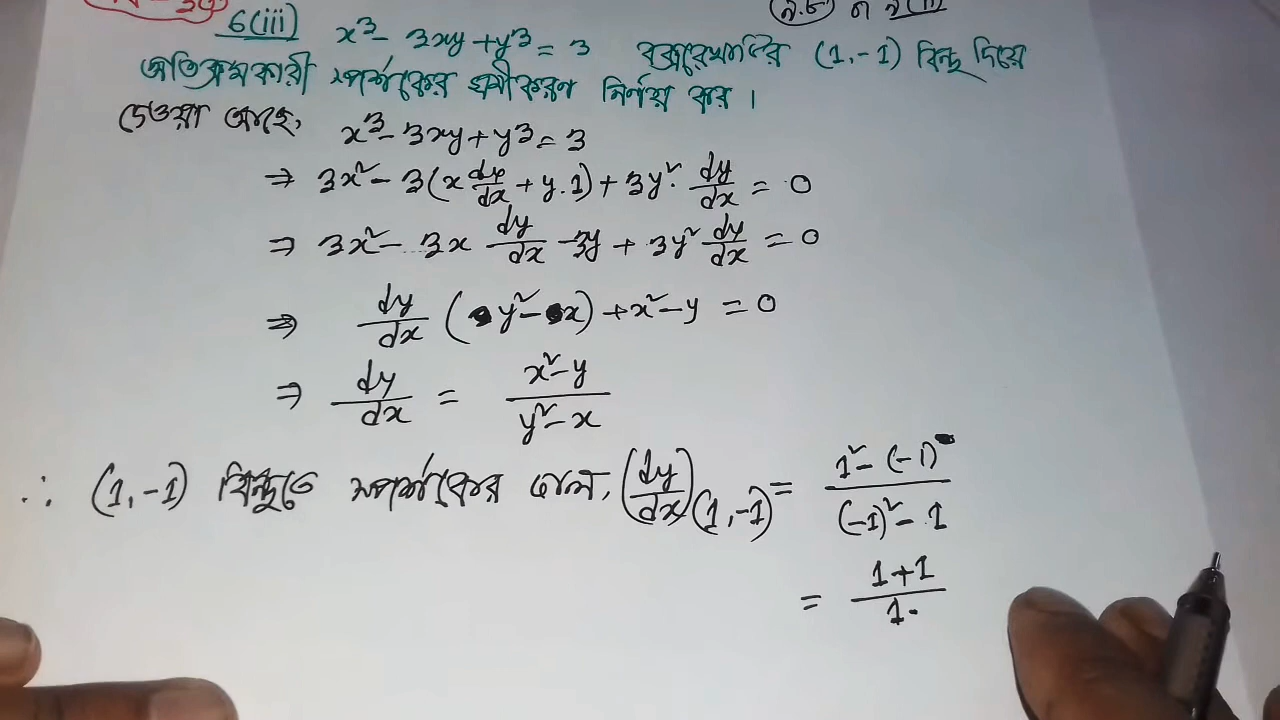 6(iii) x³ - 3xy + y³ = 3 বক্ররেখাটির (1, -1) বিন্দু দিয়ে
অতিক্রমকারী স্পর্শকের সমীকরণ নির্ণয় কর।
দেওয়া আছে, x³ - 3xy + y³ = 3
⇒ 3x² - 3(x dy/dx + y.1) + 3y². dy/dx = 0
⇒ 3x² - 3x dy/dx - 3y + 3y² dy/dx = 0
⇒ dy/dx (y² - x) + x² - y = 0
⇒ dy/dx = (x² - y)/(y² - x)
∴ (1, -1) বিন্দুতে স্পর্শকের ঢাল, (dy/dx)(1, -1) = (1² - (-1))/((-1)² - 1)
= (1+1)/(1-